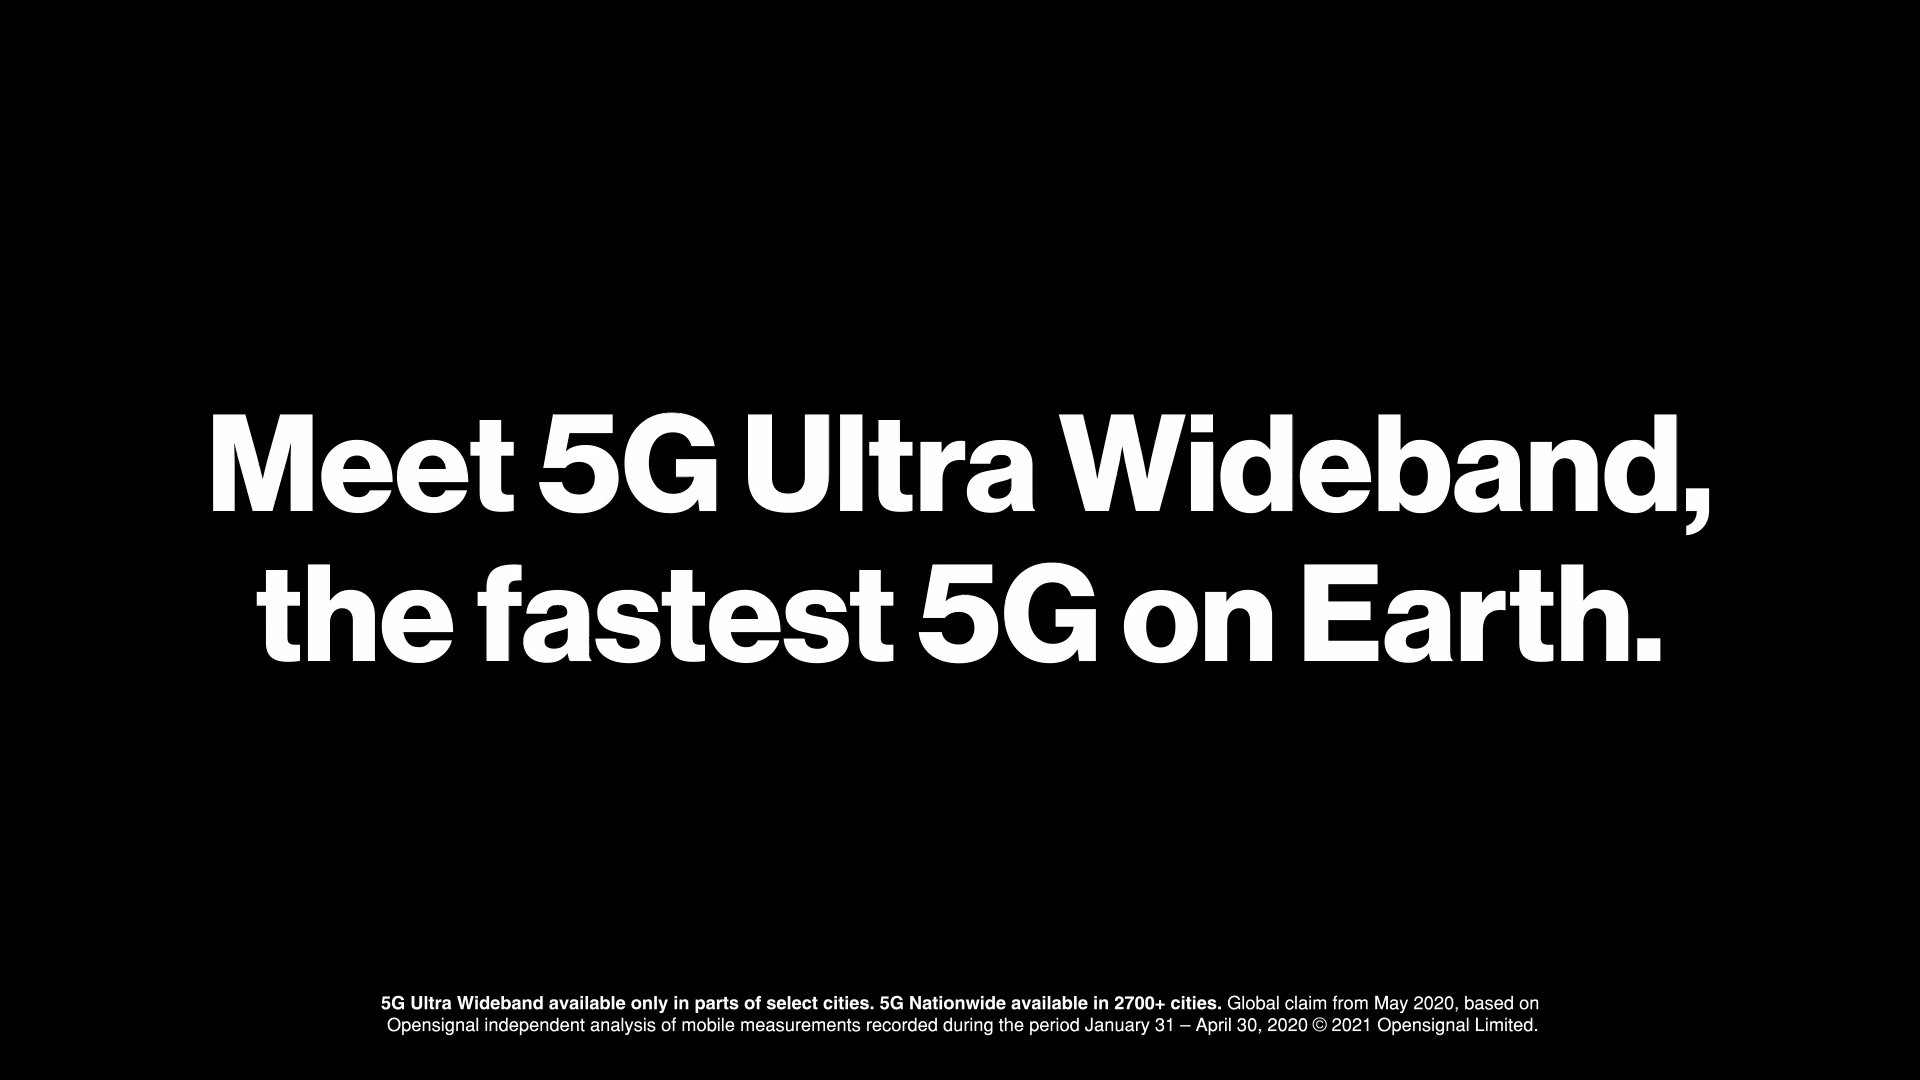 Meet 5G Ultra Wideband,
the fastest 5G on Earth.
5G Ultra Wideband available only in parts of select cities. 5G Nationwide available in 2700+ cities. Global claim from May 2020, based on
Opensignal independent analysis of mobile measurements recorded during the period January 31 – April 30, 2020 © 2021 Opensignal Limited.